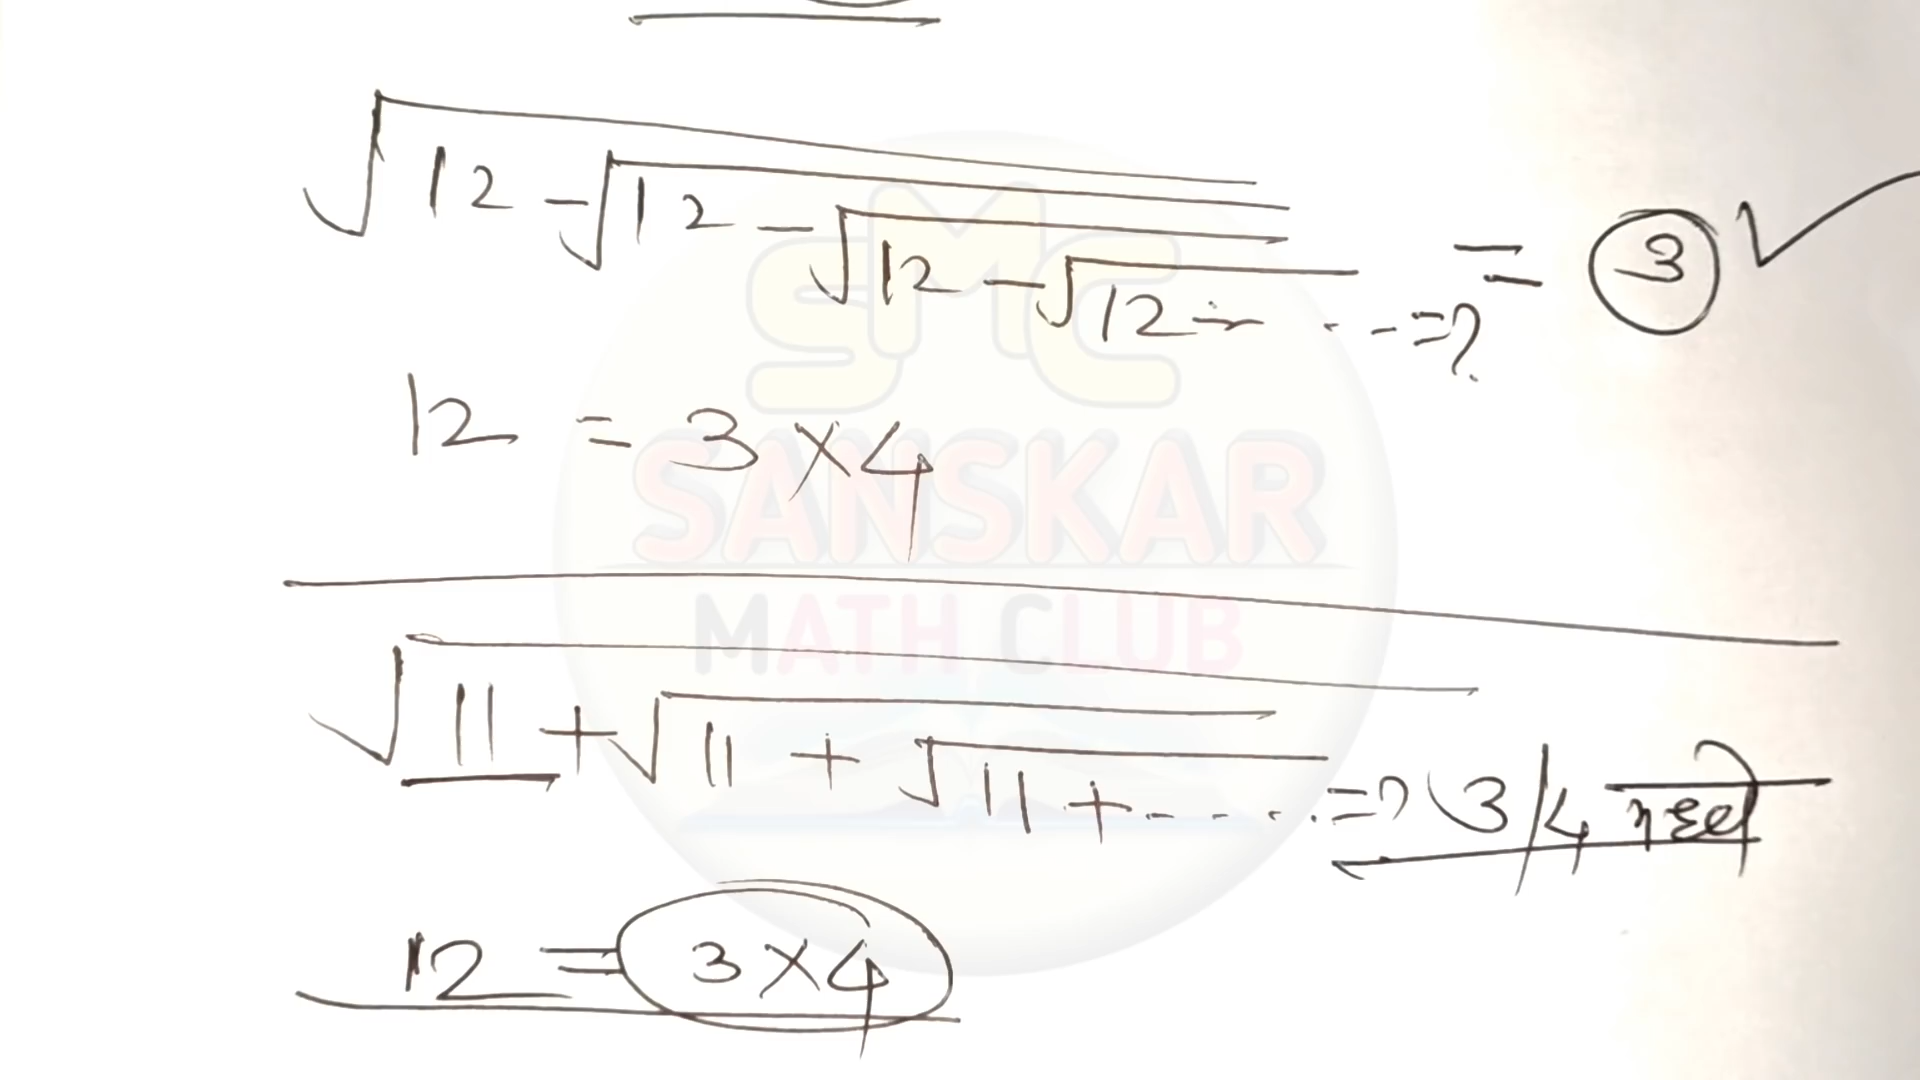 √12 - √12 - √12 - √12 - . . - =? = 3 ✓
12 = 3 × 4
√11 + √11 + √11 + - - - . . =? 3/4 नहीं
12 = 3 × 4
SMC
SANSKAR
MATH CLUB